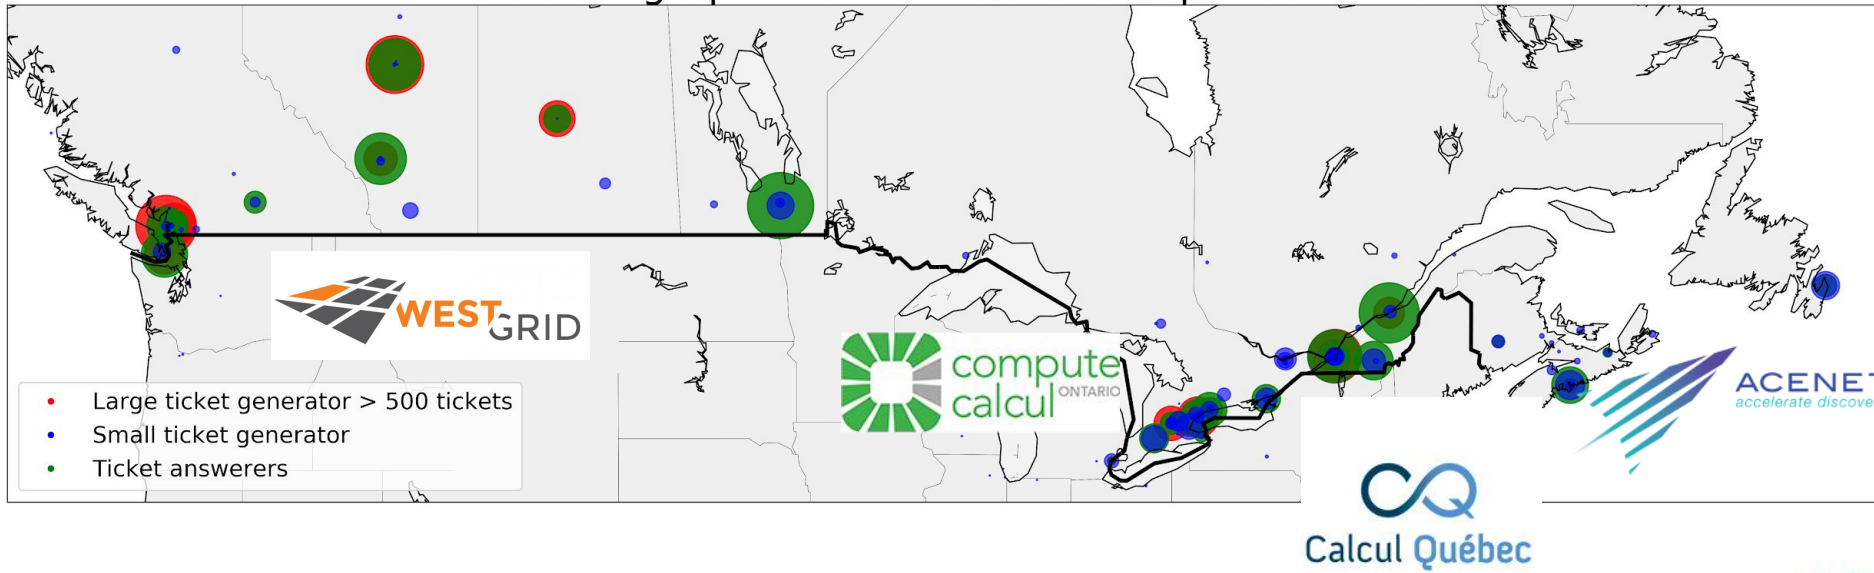 WESTGRID
Large ticket generator > 500 tickets
Small ticket generator
Ticket answerers
compute
calcul ONTARIO
ACENET
Calcul Québec